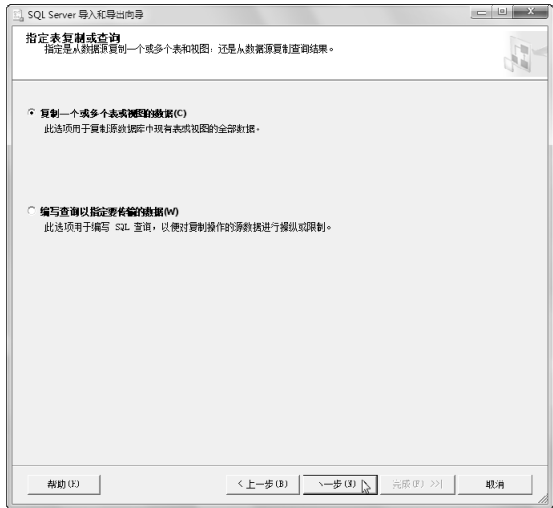 SQL Server 导入和导出向导
指定表复制或查询
指定是从数据源复制一个或多个表和视图，还是从数据源复制查询结果。
复制一个或多个表或视图的数据(C)
此选项用于复制源数据库中现有表或视图的全部数据。
编写查询以指定要传输的数据(W)
此选项用于编写 SQL 查询，以便对复制操作的源数据进行操纵或限制。
帮助(H)
< 上一步(B)
下一步(N)
完成(F) >>|
取消